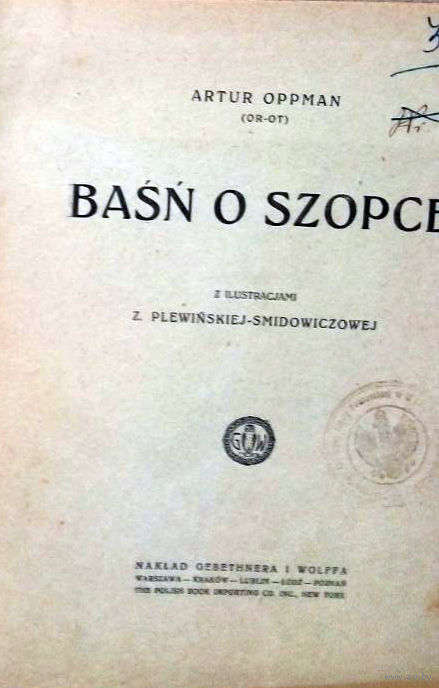 ARTUR OPPMAN
(OR-OT)
BAŚŃ O SZOPCE
Z ILUSTRACJAMI
Z. PLEWIŃSKIEJ-SMIDOWICZOWEJ
G W
NAKŁAD GEBETHNERA I WOLFFA
WARSZAWA — KRAKÓW — LUBLIN — ŁÓDŹ — POZNAŃ
THE POLISH BOOK IMPORTING CO. INC., NEW YORK